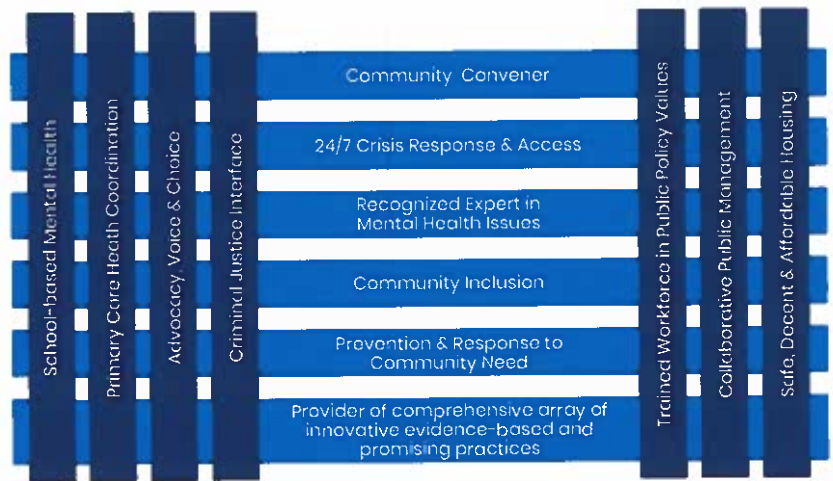 School-based Mental Health
Primary Care Heath Coordination
Advocacy, Voice & Choice
Criminal Justice Interface
Community Convener
24/7 Crisis Response & Access
Recognized Expert in
Mental Health Issues
Community Inclusion
Prevention & Response to
Community Need
Provider of comprehensive array of
innovative evidence-based and
promising practices
Trained Workforce in Public Policy Values
Collaborative Public Management
Safe, Decent & Affordable Housing